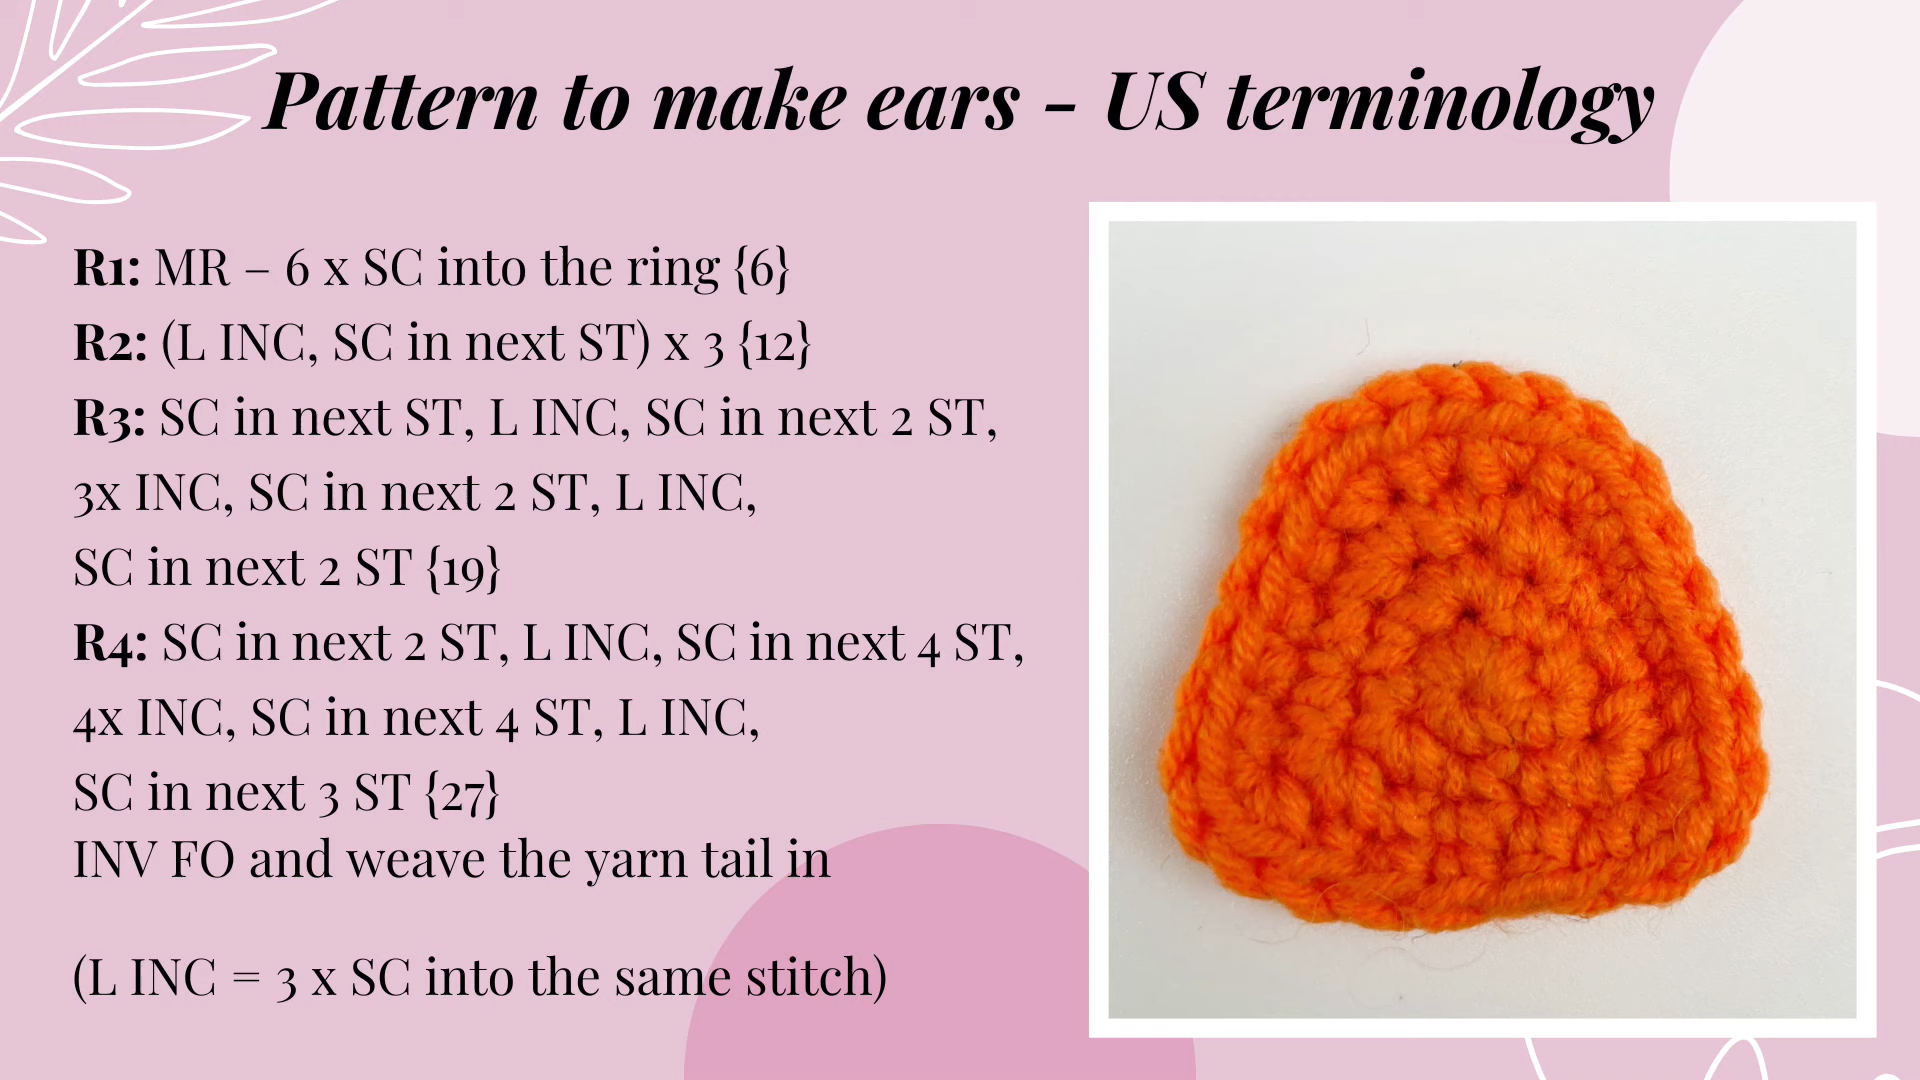 Pattern to make ears - US terminology
R1: MR – 6 x SC into the ring {6}
R2: (L INC, SC in next ST) x 3 {12}
R3: SC in next ST, L INC, SC in next 2 ST,
3x INC, SC in next 2 ST, L INC,
SC in next 2 ST {19}
R4: SC in next 2 ST, L INC, SC in next 4 ST,
4x INC, SC in next 4 ST, L INC,
SC in next 3 ST {27}
INV FO and weave the yarn tail in
(L INC = 3 x SC into the same stitch)